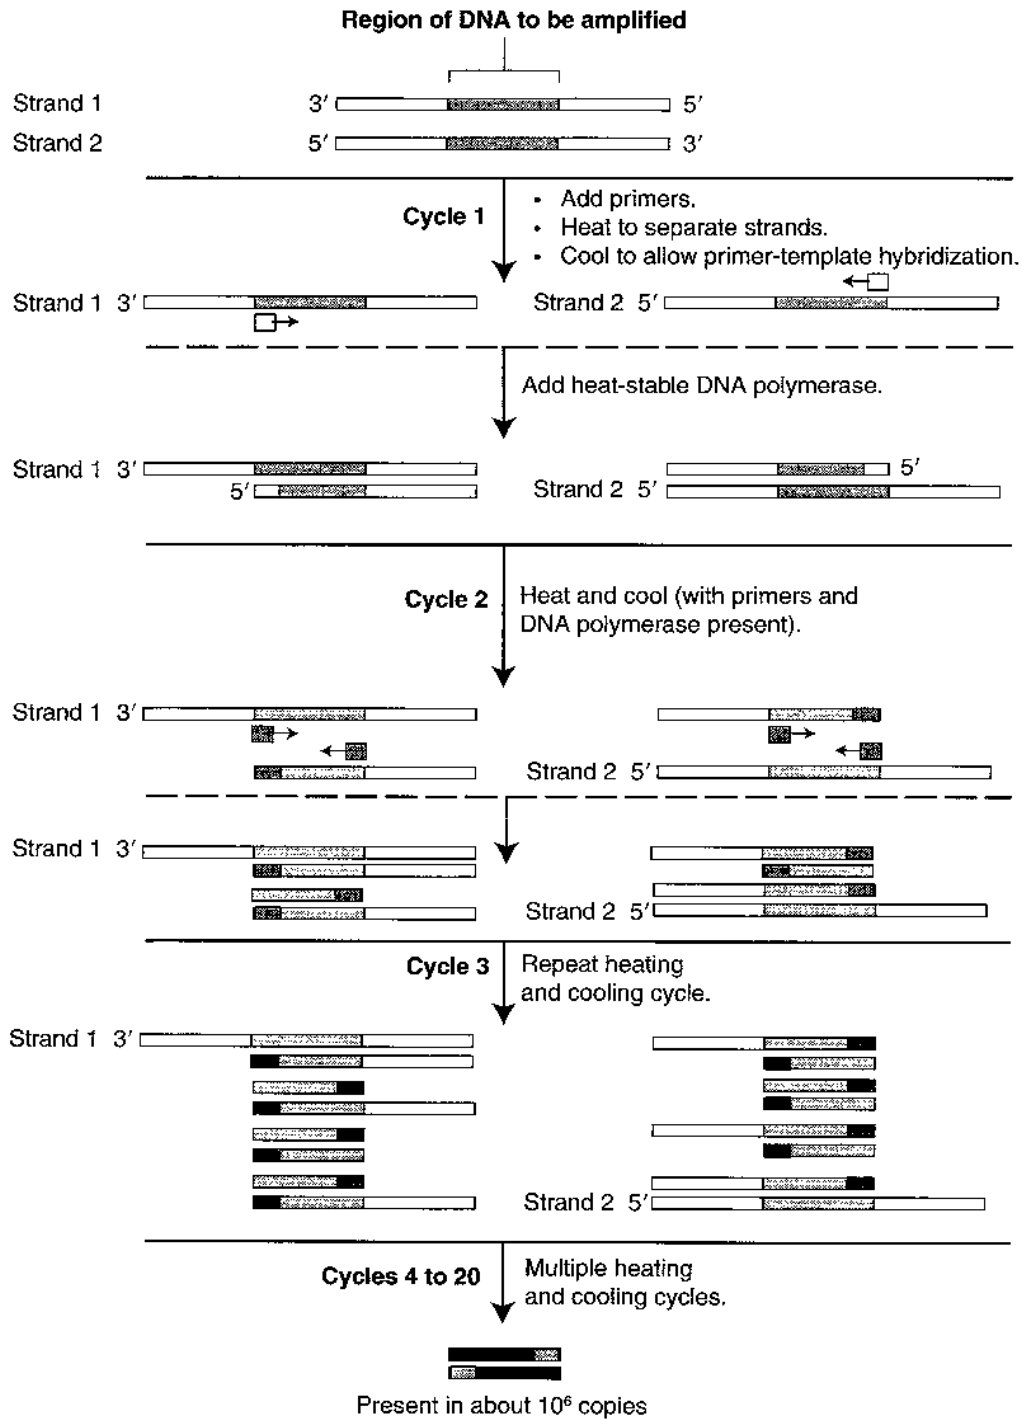 Region of DNA to be amplified
Strand 1 3′ 5′
Strand 2 5′ 3′
Cycle 1
• Add primers.
• Heat to separate strands.
• Cool to allow primer-template hybridization.
Strand 1 3′ Strand 2 5′
Add heat-stable DNA polymerase.
Strand 1 3′ 5′
5′ Strand 2 5′
Cycle 2
Heat and cool (with primers and
DNA polymerase present).
Strand 1 3′
Strand 2 5′
Strand 1 3′
Strand 2 5′
Cycle 3
Repeat heating
and cooling cycle.
Strand 1 3′
Strand 2 5′
Cycles 4 to 20
Multiple heating
and cooling cycles.
Present in about 10⁶ copies